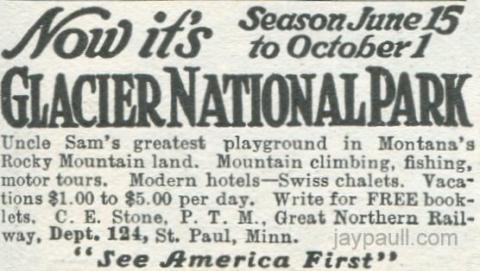 Now it's
Season June 15
to October 1
GLACIER NATIONAL PARK
Uncle Sam's greatest playground in Montana's
Rocky Mountain land. Mountain climbing, fishing,
motor tours. Modern hotels—Swiss chalets. Vaca-
tions $1.00 to $5.00 per day. Write for FREE book-
lets. C. E. Stone, P. T. M., Great Northern Rail-
way, Dept. 124, St. Paul, Minn.
jaypaull.com
"See America First"